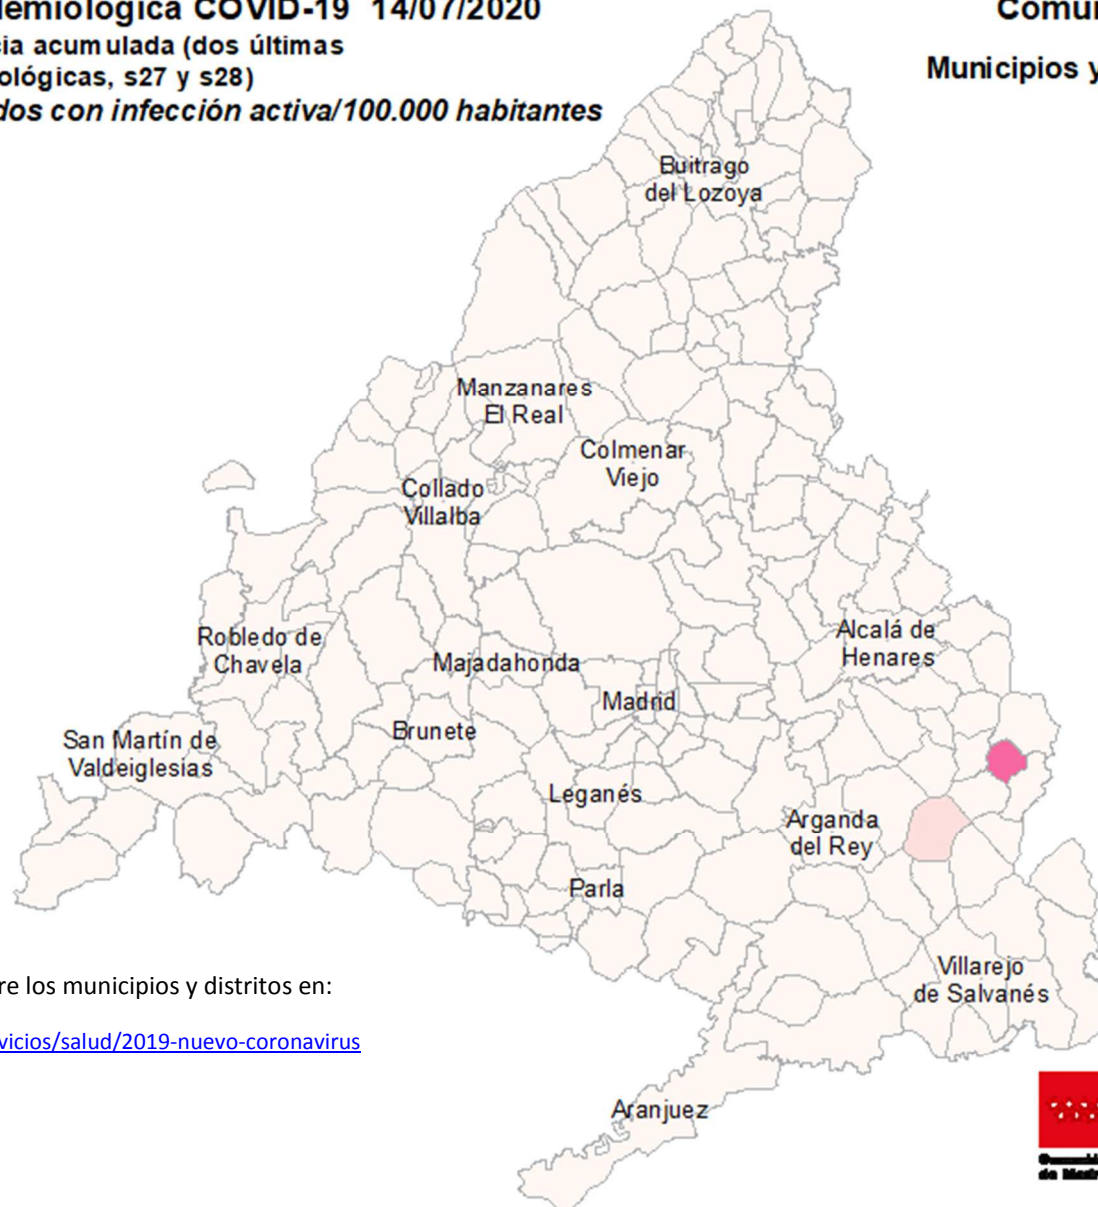 demiológica COVID-19 14/07/2020
cia acumulada (dos últimas
ológicas, s27 y s28)
dos con infección activa/100.000 habitantes
Comu
Municipios y
Buitrago
del Lozoya
Manzanares
El Real
Colmenar
Viejo
Collado
Villalba
Alcalá de
Henares
Robledo de
Chavela
Majadahonda
Madrid
Brunete
San Martín de
Valdeiglesias
Leganés
Arganda
del Rey
Parla
Villarejo
de Salvanés
re los municipios y distritos en:
vicios/salud/2019-nuevo-coronavirus
Aranjuez